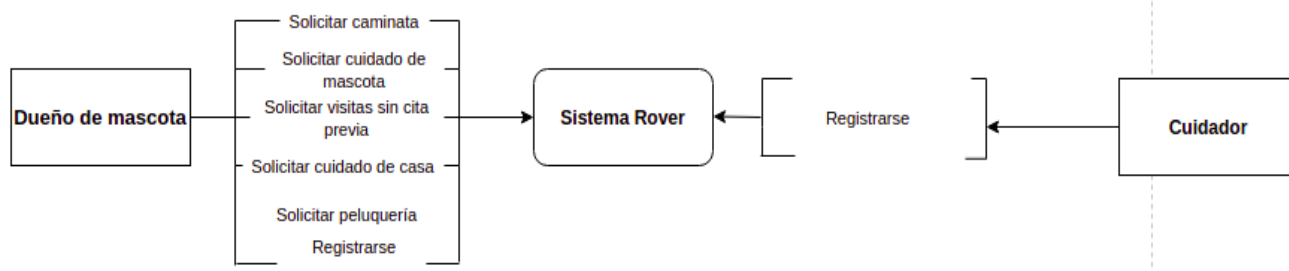 Solicitar caminata
Solicitar cuidado de
mascota
Dueño de mascota
Solicitar visitas sin cita
previa
Solicitar cuidado de casa
Solicitar peluquería
Registrarse
Sistema Rover
Registrarse
Cuidador